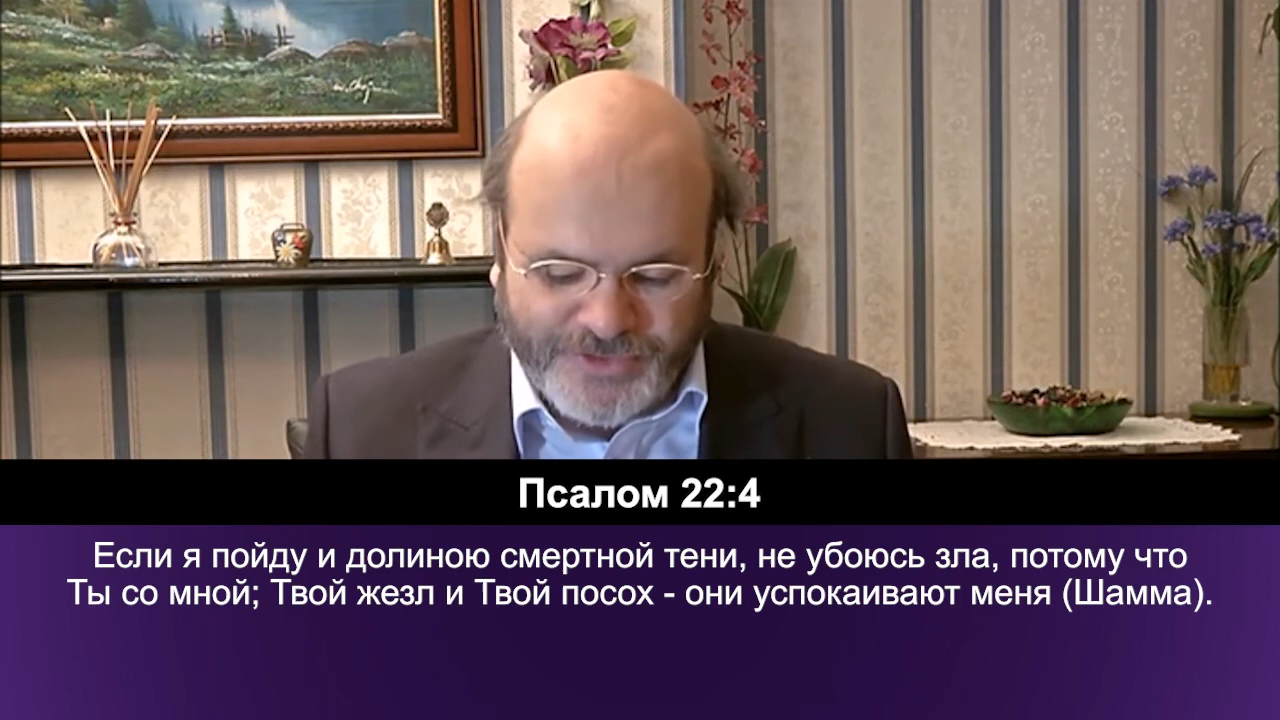 Псалом 22:4
Если я пойду и долиною смертной тени, не убоюсь зла, потому что
Ты со мной; Твой жезл и Твой посох - они успокаивают меня (Шамма).